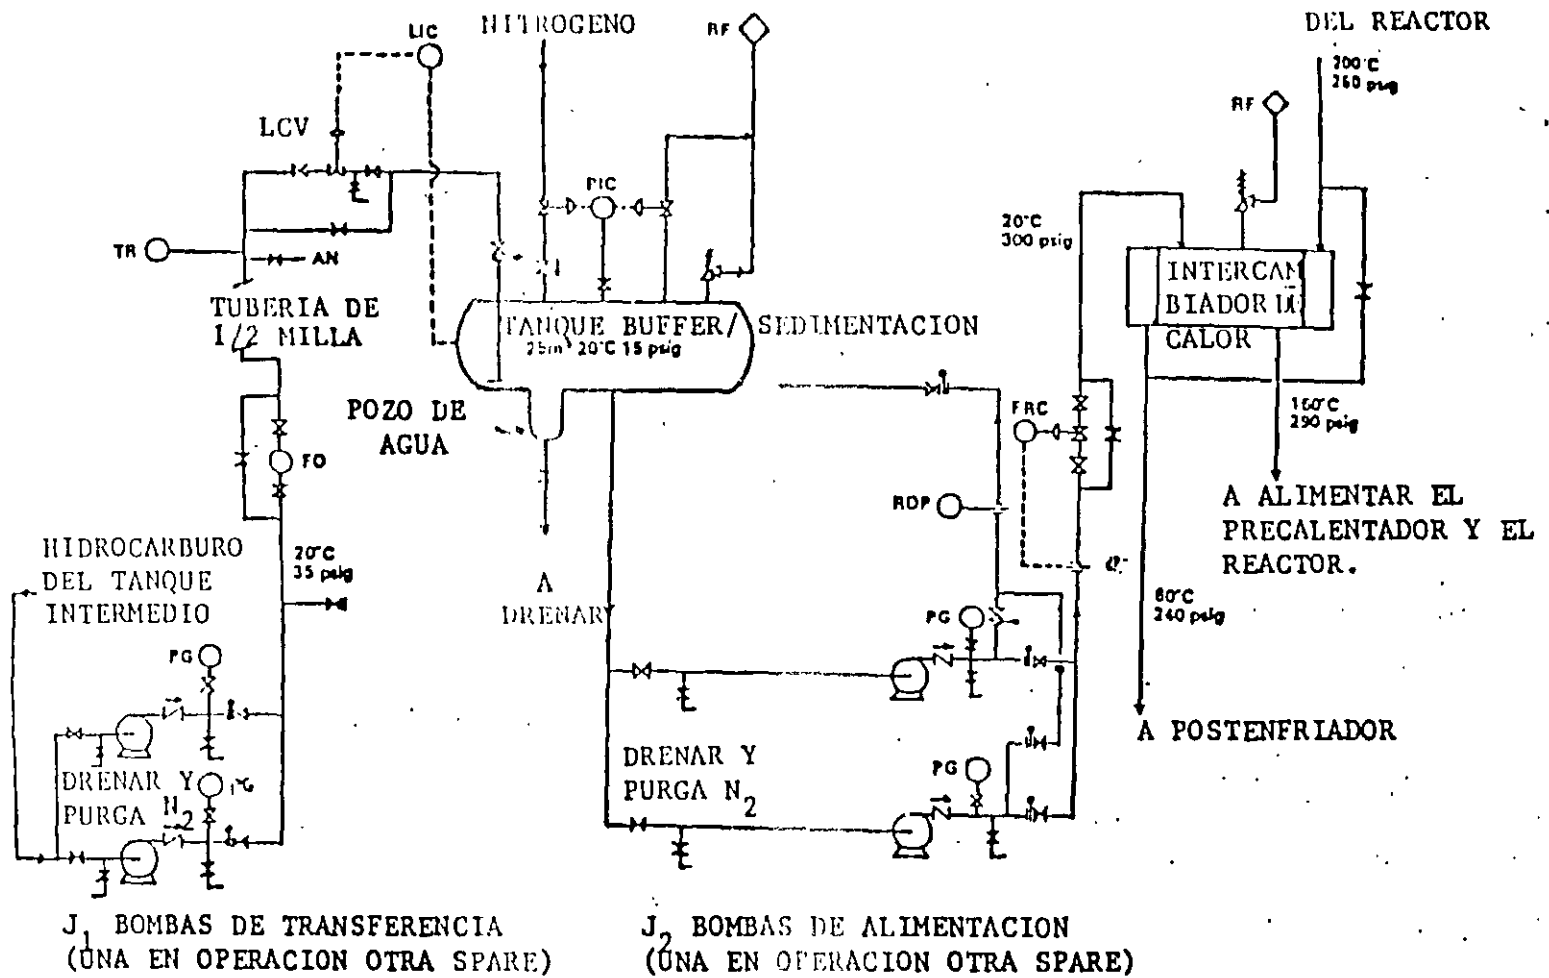 NITROGENO
LIC
RF
DEL REACTOR
200°C
260 psig
LCV
PIC
RF
TR
AN
20°C
300 psig
TUBERIA DE
1/2 MILLA
TANQUE BUFFER/ SEDIMENTACION
25m³ 20°C 15 psig
INTERCAM
BIADOR DE
CALOR
POZO DE
AGUA
FRC
FO
150°C
290 psig
RDP
A ALIMENTAR EL
PRECALENTADOR Y EL
REACTOR.
HIDROCARBURO
DEL TANQUE
INTERMEDIO
20°C
35 psig
A
DRENAR
PG
80°C
240 psig
PG
A POSTENFRIADOR
DRENAR Y
PURGA N2
PG
DRENAR Y
PURGA N2
PG
J1 BOMBAS DE TRANSFERENCIA
(UNA EN OPERACION OTRA SPARE)
J2 BOMBAS DE ALIMENTACION
(UNA EN OPERACION OTRA SPARE)